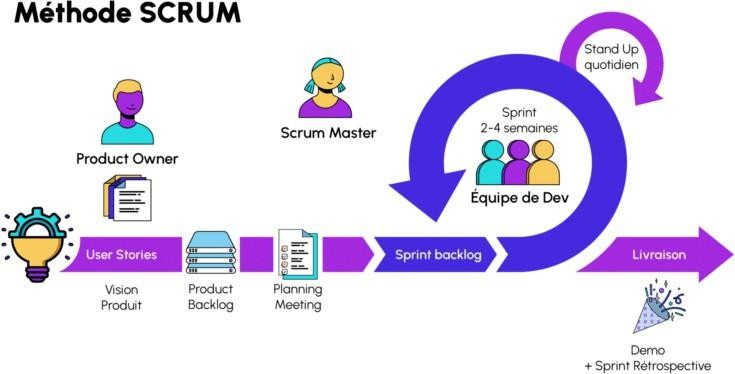 Méthode SCRUM
Stand Up
quotidien
Sprint
2-4 semaines
Équipe de Dev
Product Owner
Scrum Master
User Stories
Sprint backlog
Livraison
Vision
Produit
Product
Backlog
Planning
Meeting
Demo
+ Sprint Rétrospective